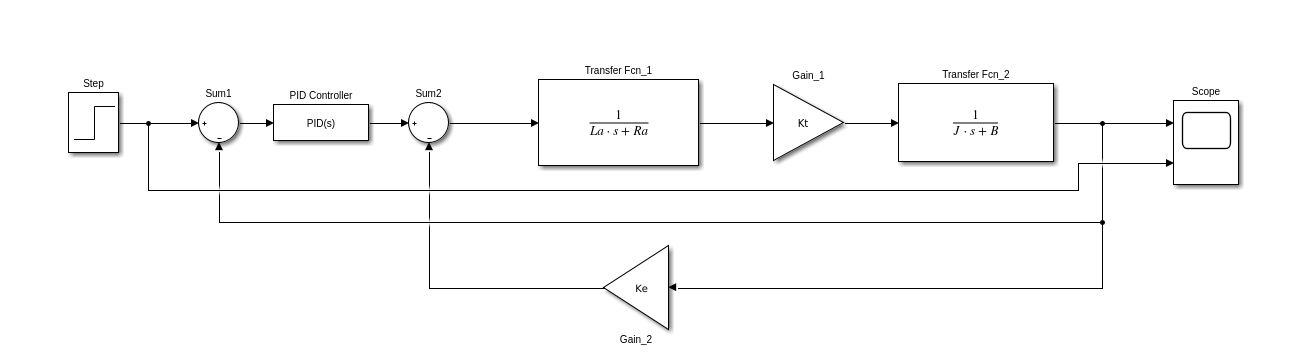 Step
Sum1
PID Controller
PID(s)
Sum2
Transfer Fcn_1
1
La · s + Ra
Gain_1
Kt
Transfer Fcn_2
1
J · s + B
Scope
+
−
+
−
Ke
Gain_2